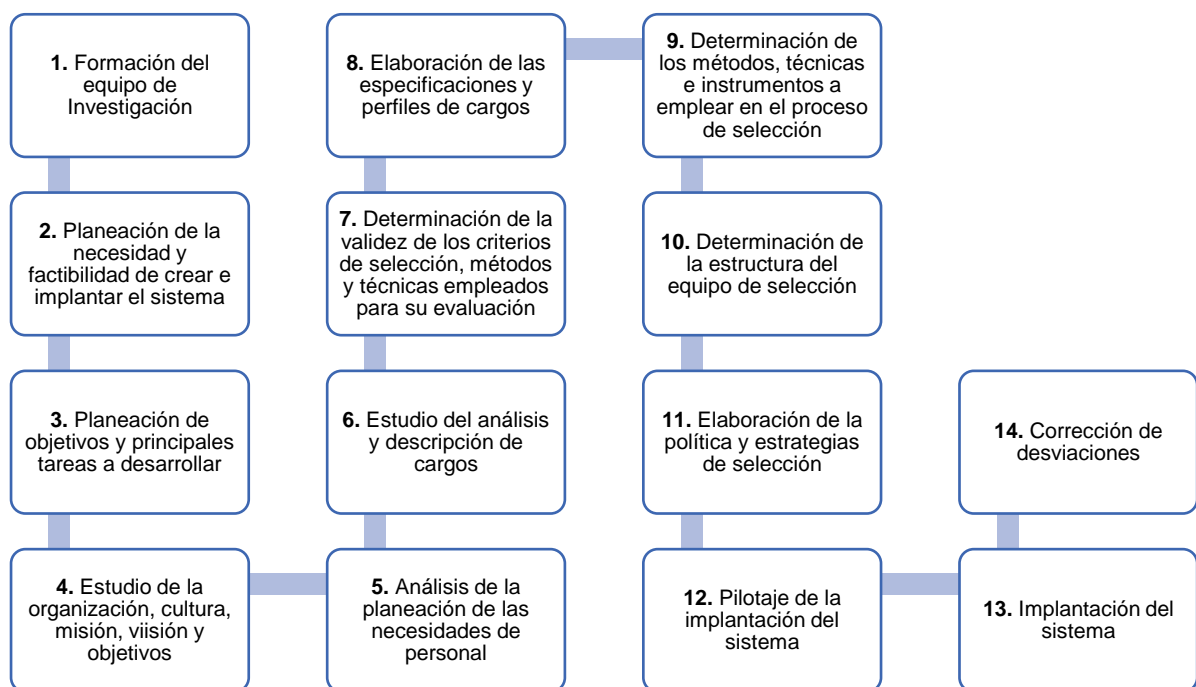 1. Formación del
equipo de
Investigación
2. Planeación de la
necesidad y
factibilidad de crear e
implantar el sistema
3. Planeación de
objetivos y principales
tareas a desarrollar
4. Estudio de la
organización, cultura,
misión, viisión y
objetivos
5. Análisis de la
planeación de las
necesidades de
personal
6. Estudio del análisis
y descripción de
cargos
7. Determinación de la
validez de los criterios
de selección, métodos
y técnicas empleados
para su evaluación
8. Elaboración de las
especificaciones y
perfiles de cargos
9. Determinación de
los métodos, técnicas
e instrumentos a
emplear en el proceso
de selección
10. Determinación de
la estructura del
equipo de selección
11. Elaboración de la
política y estrategias
de selección
12. Pilotaje de la
implantación del
sistema
13. Implantación del
sistema
14. Corrección de
desviaciones